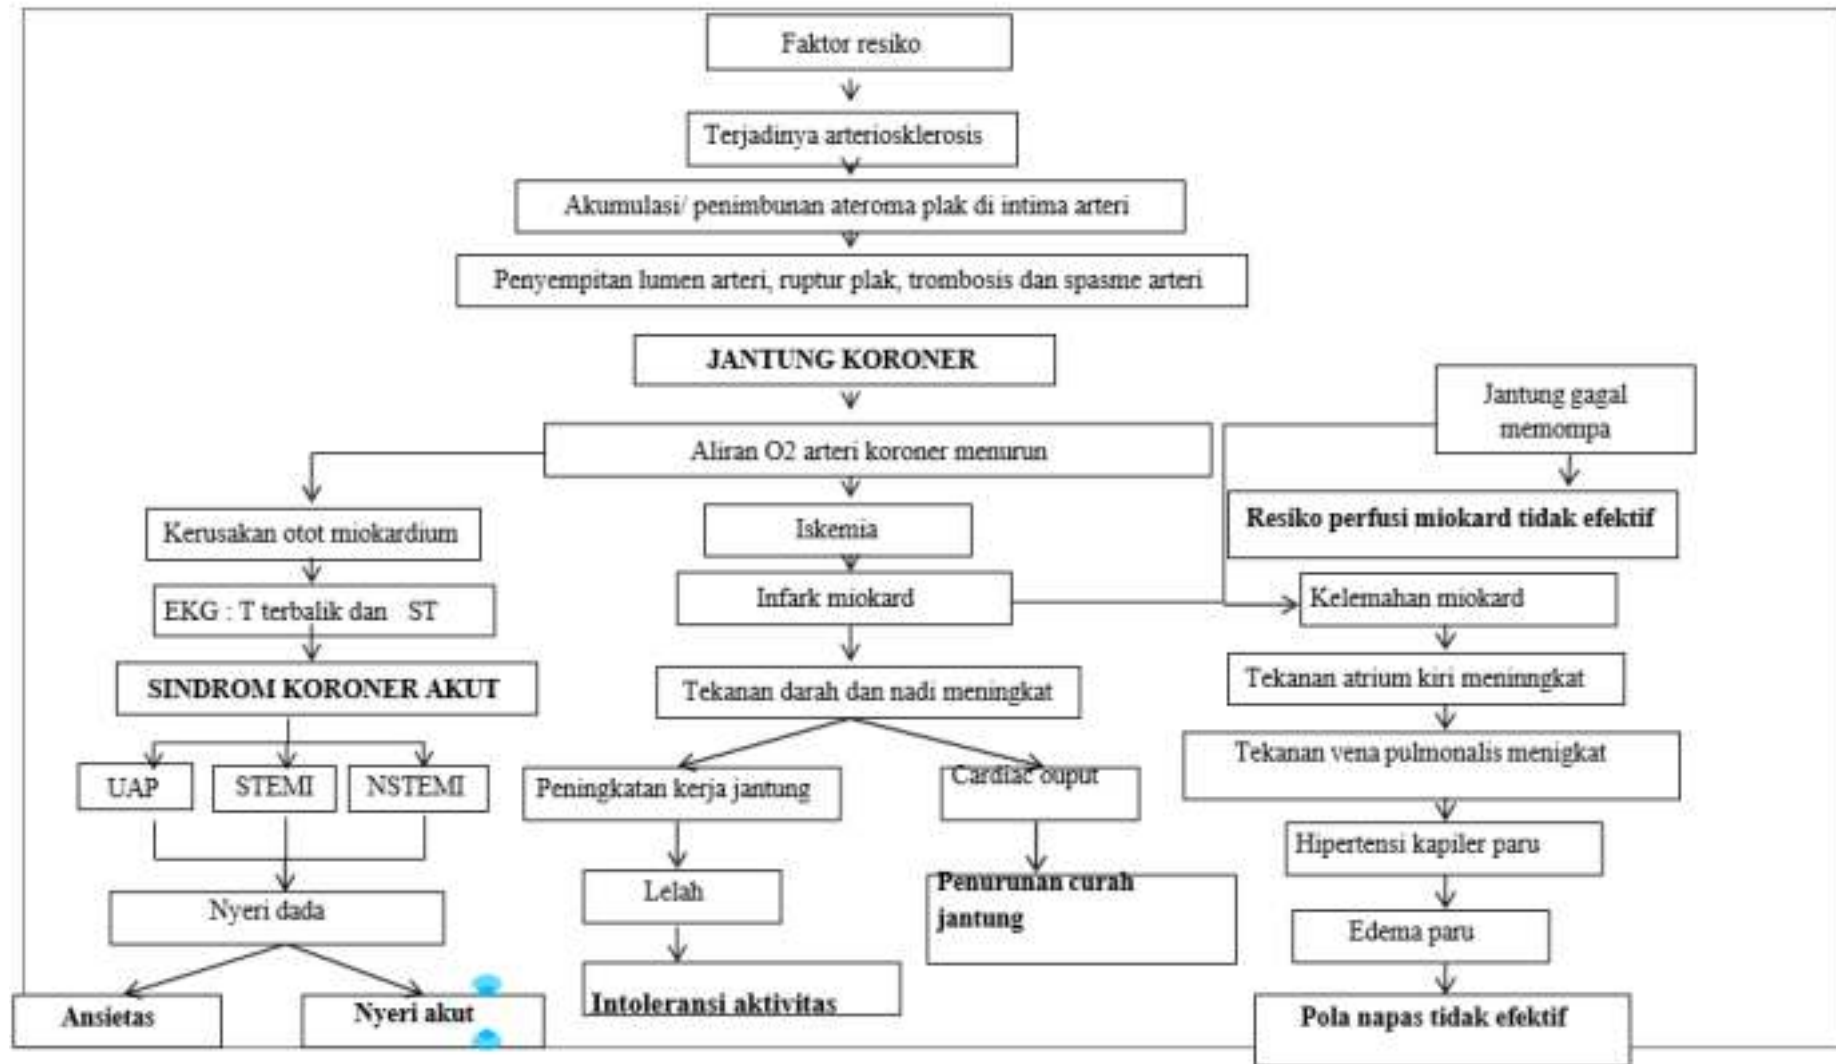 Faktor resiko
Terjadinya arteriosklerosis
Akumulasi/ penimbunan ateroma plak di intima arteri
Penyempitan lumen arteri, ruptur plak, trombosis dan spasme arteri
JANTUNG KORONER
Jantung gagal
memompa
Aliran O2 arteri koroner menurun
Resiko perfusi miokard tidak efektif
Kerusakan otot miokardium
Iskemia
EKG : T terbalik dan ST
Infark miokard
Kelemahan miokard
SINDROM KORONER AKUT
Tekanan darah dan nadi meningkat
Tekanan atrium kiri meninngkat
Tekanan vena pulmonalis menigkat
UAP
STEMI
NSTEMI
Peningkatan kerja jantung
Cardiac ouput
Hipertensi kapiler paru
Nyeri dada
Lelah
Penurunan curah
jantung
Edema paru
Ansietas
Nyeri akut
Intoleransi aktivitas
Pola napas tidak efektif